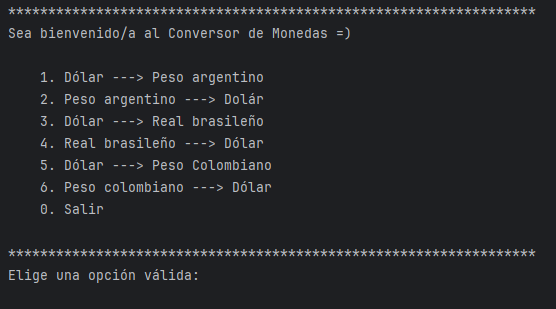 ******************************************************************
Sea bienvenido/a al Conversor de Monedas =)
1. Dólar ---> Peso argentino
2. Peso argentino ---> Dolár
3. Dólar ---> Real brasileño
4. Real brasileño ---> Dólar
5. Dólar ---> Peso Colombiano
6. Peso colombiano ---> Dólar
0. Salir
******************************************************************
Elige una opción válida: